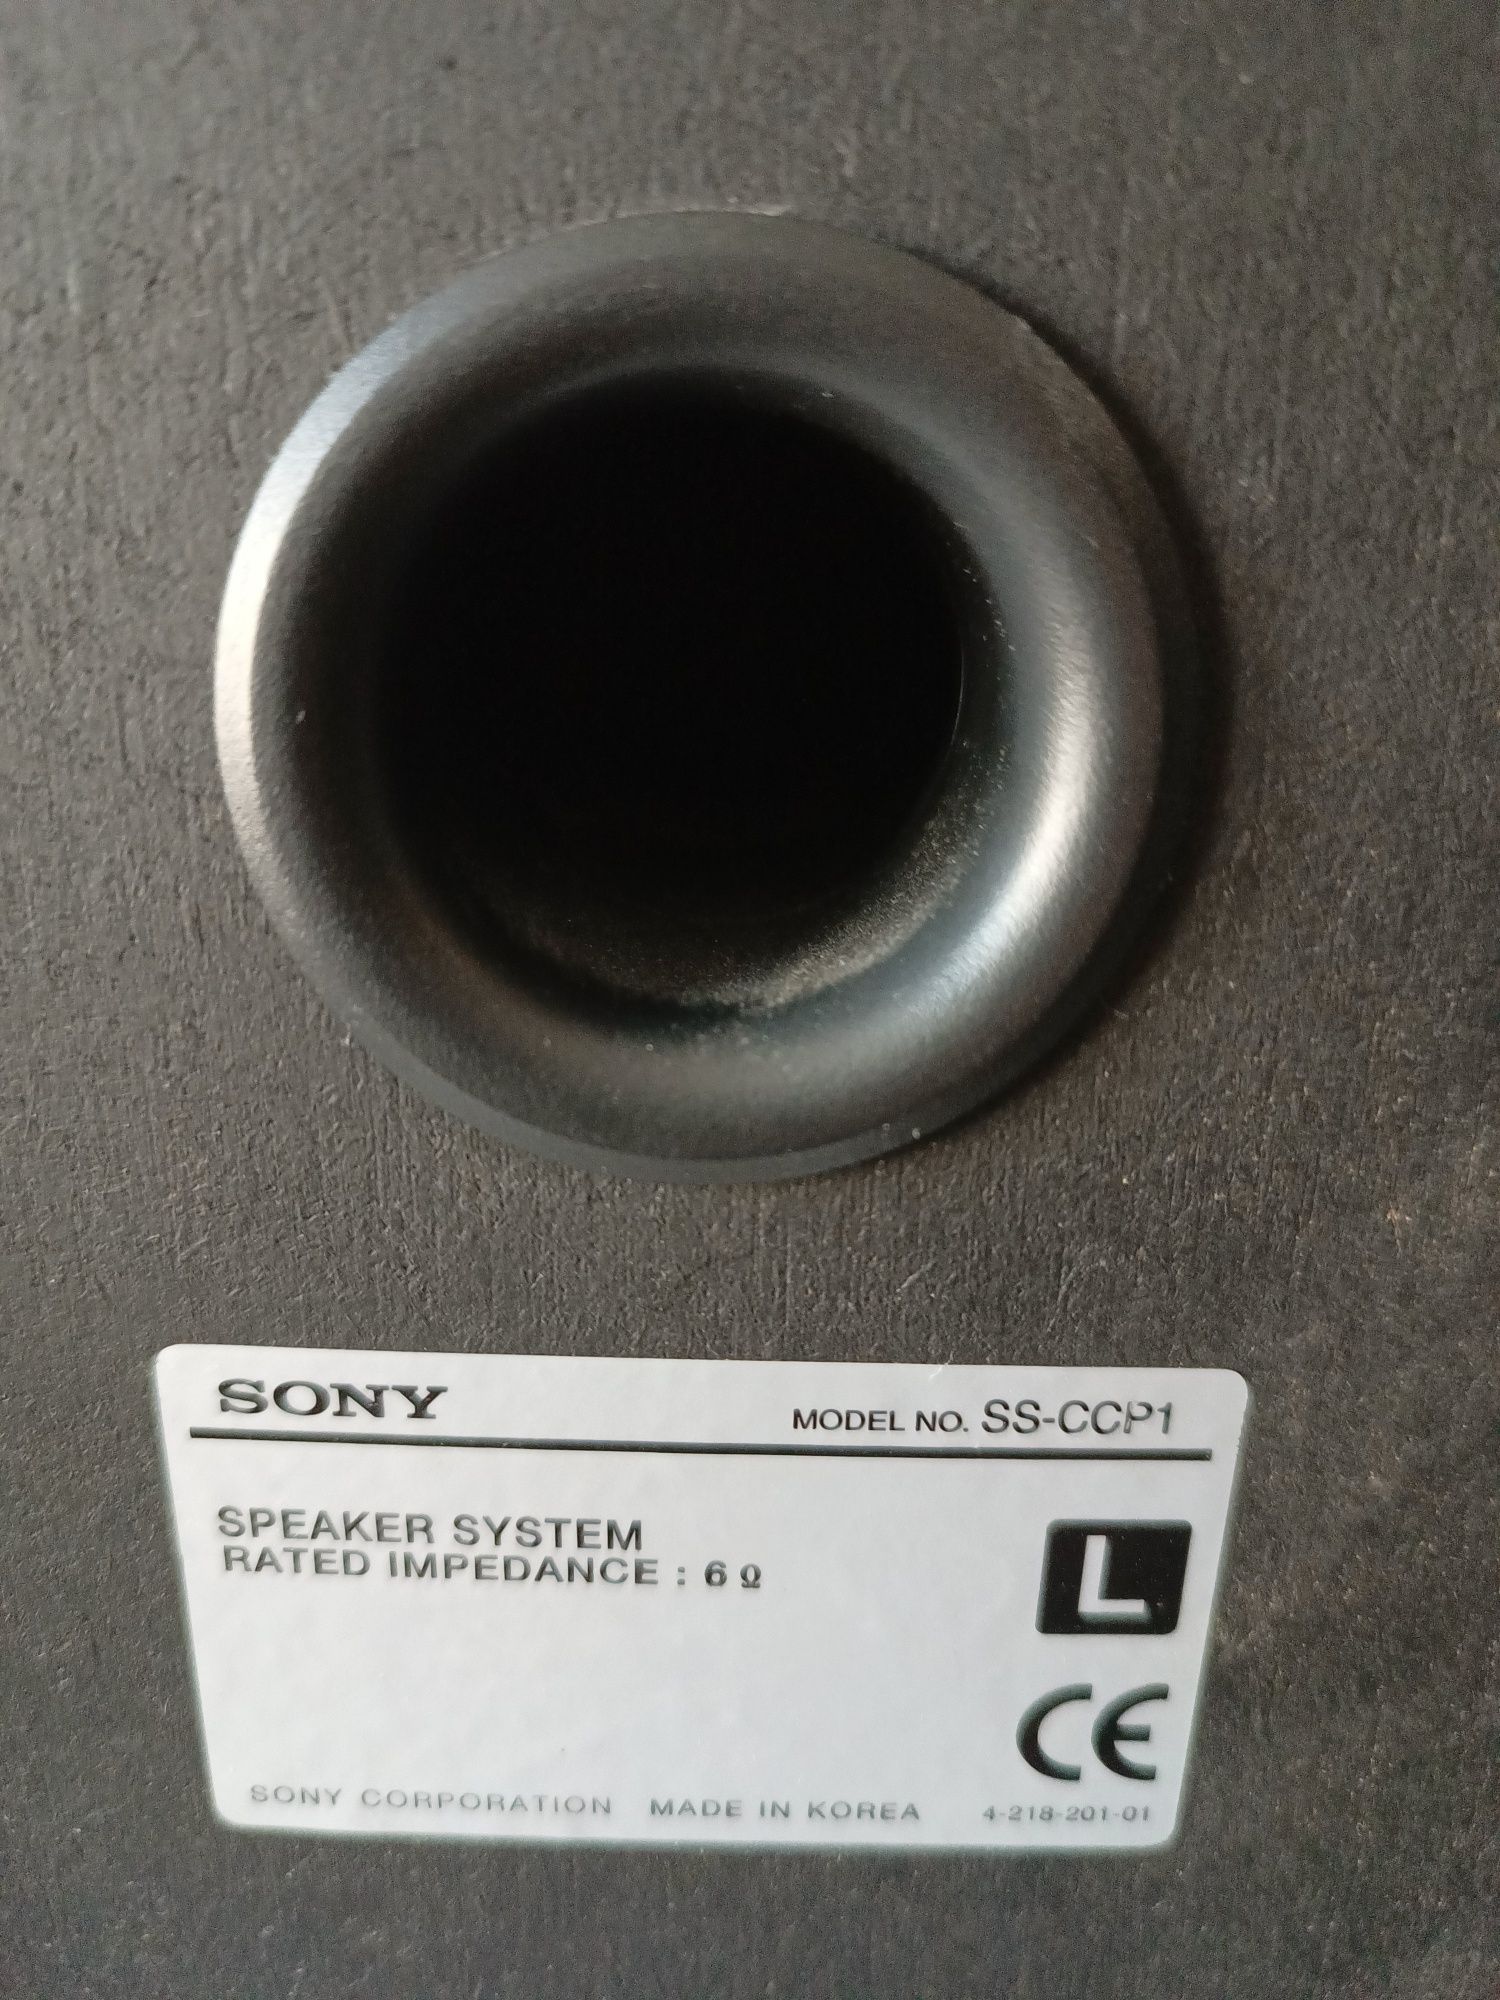 SONY MODEL NO. SS-CCP1
SPEAKER SYSTEM
RATED IMPEDANCE : 6 Ω
L
CE
SONY CORPORATION MADE IN KOREA 4-218-201-01